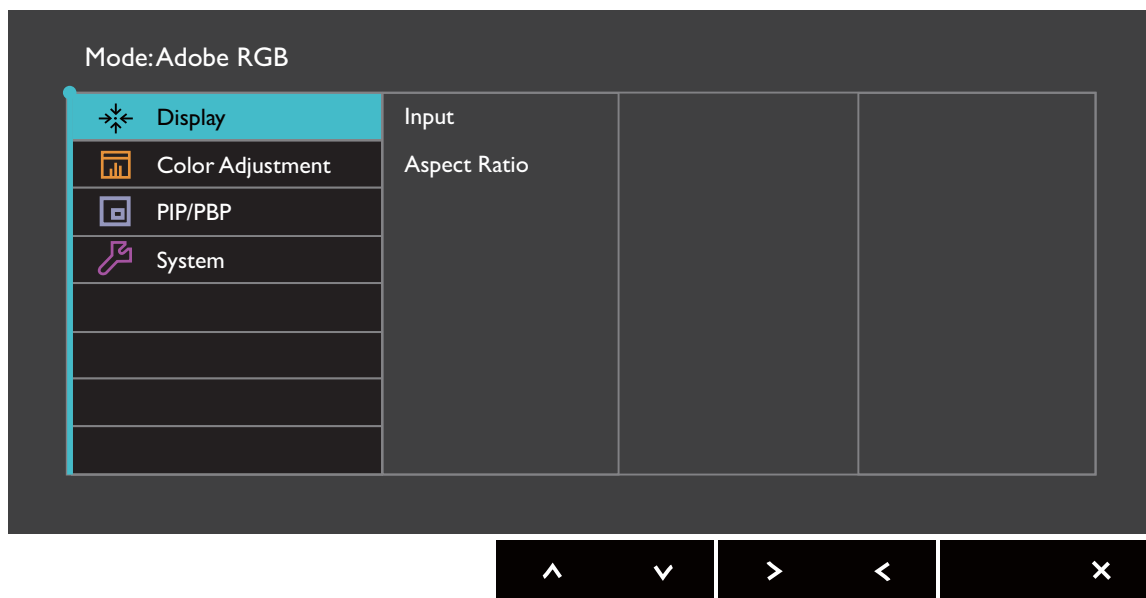 Mode: Adobe RGB
Display
Input
Color Adjustment
Aspect Ratio
PIP/PBP
System